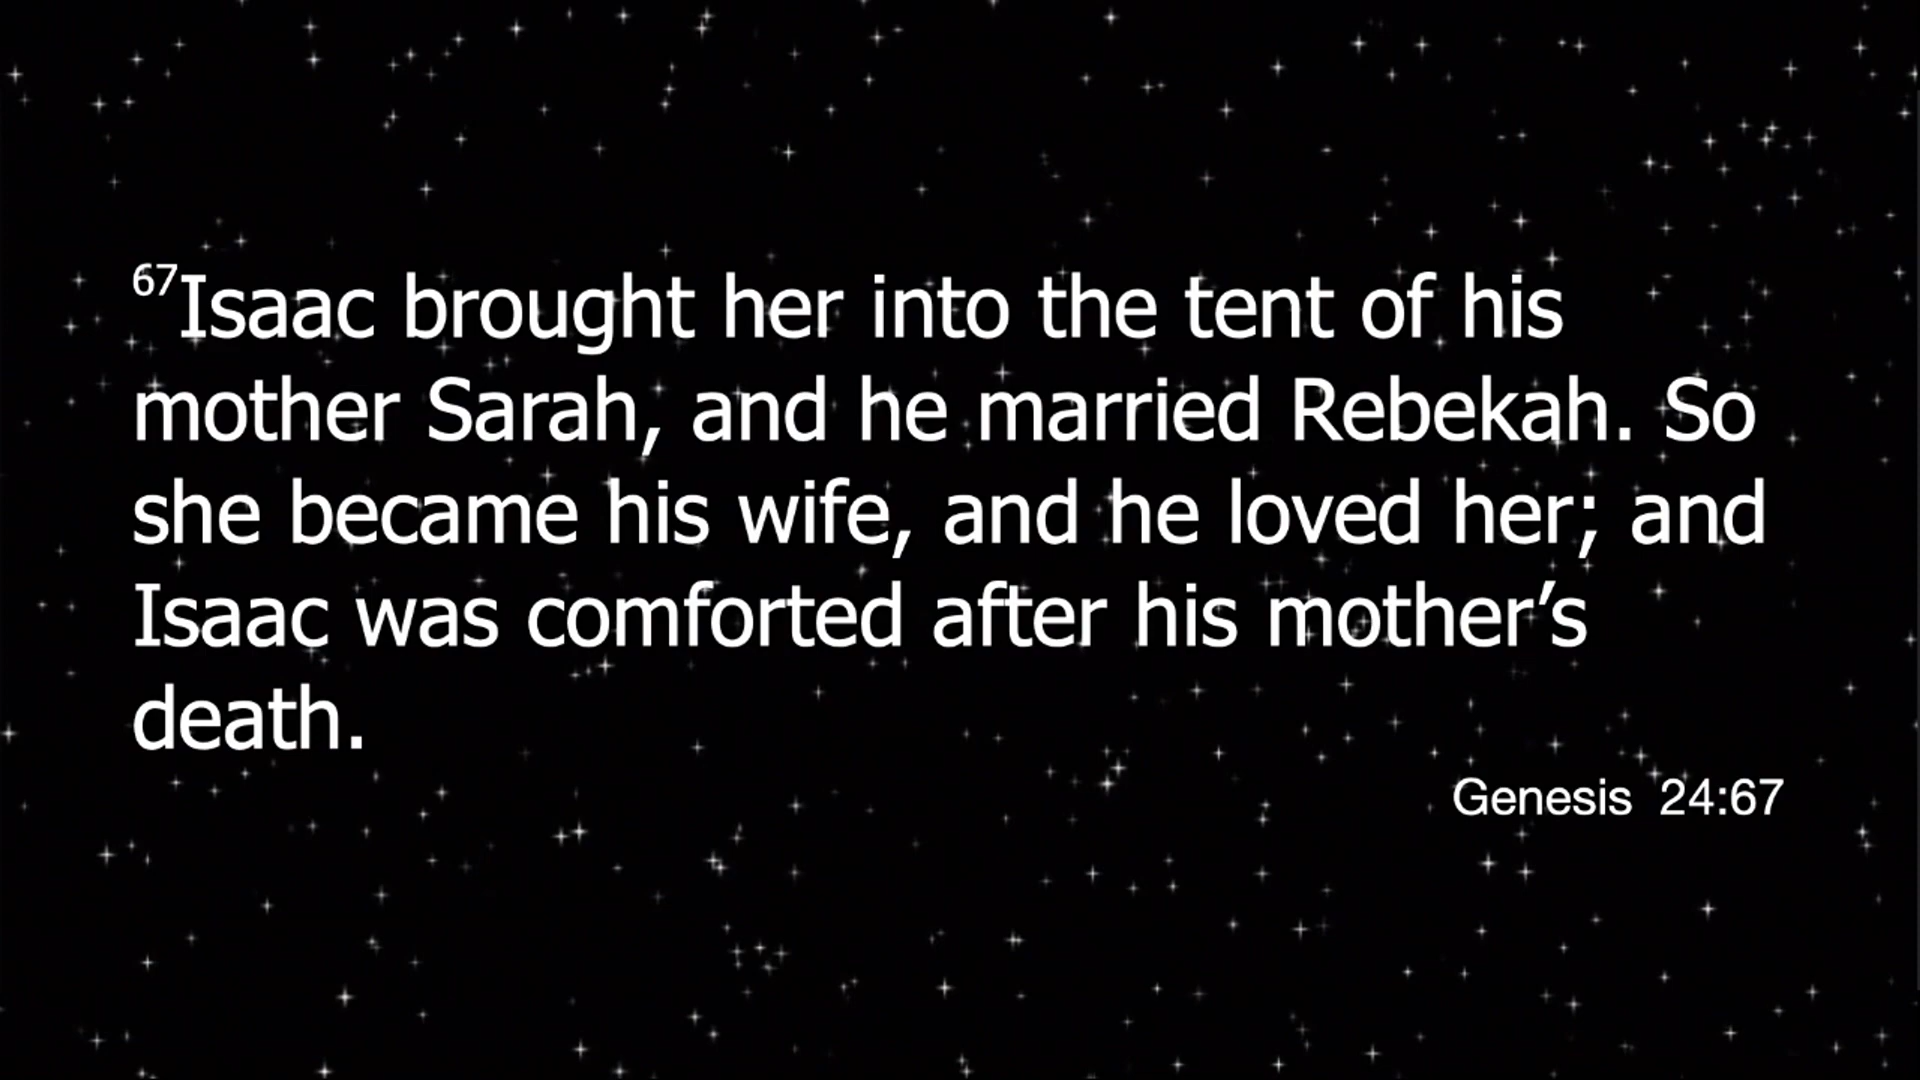 ⁶⁷Isaac brought her into the tent of his
mother Sarah, and he married Rebekah. So
she became his wife, and he loved her; and
Isaac was comforted after his mother’s
death.
Genesis 24:67